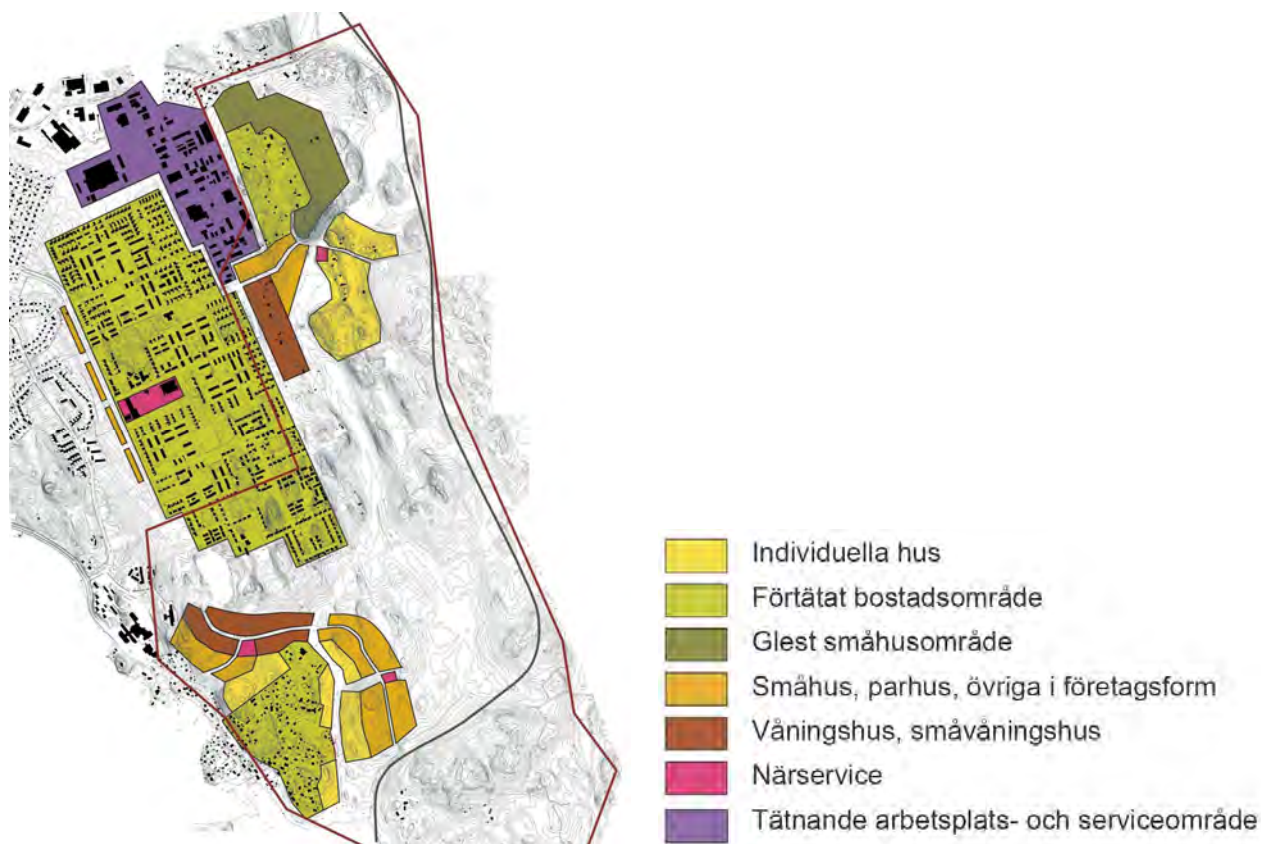 Individuella hus
Förtätat bostadsområde
Glest småhusområde
Småhus, parhus, övriga i företagsform
Våningshus, småvåningshus
Närservice
Tätnande arbetsplats- och serviceområde